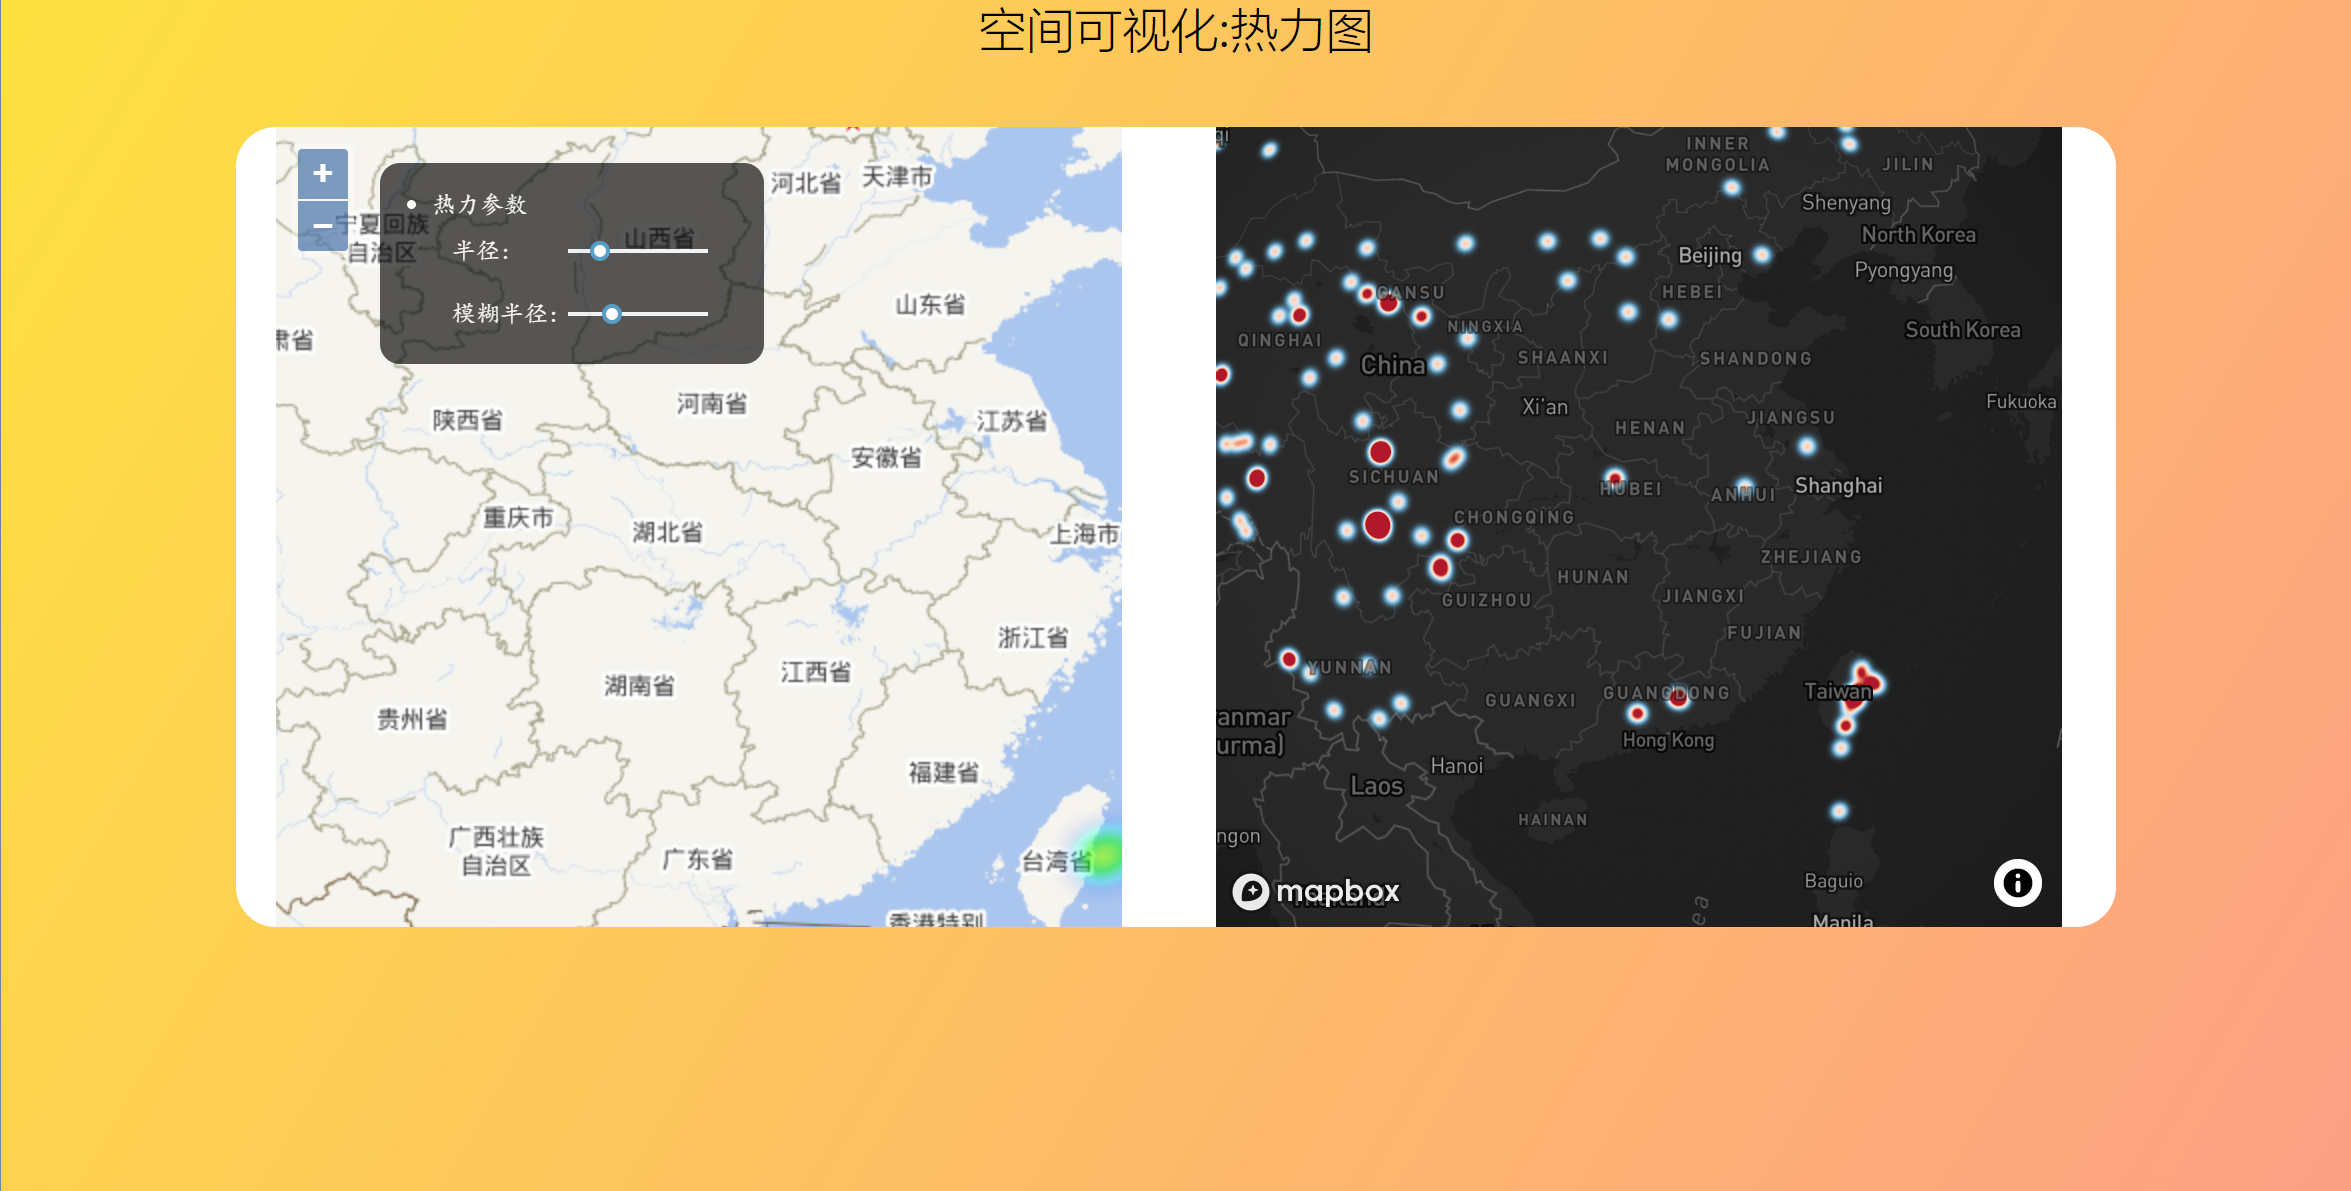 空间可视化:热力图
+
−
热力参数
半径:
模糊半径:
宁夏回族
自治区
山西省
河北省
天津市
山东省
肃省
陕西省
河南省
江苏省
安徽省
重庆市
湖北省
上海市
浙江省
湖南省
江西省
贵州省
福建省
广西壮族
自治区
广东省
台湾省
香港特别
qi
INNER
MONGOLIA
JILIN
Shenyang
North Korea
Beijing
Pyongyang
GANSU
HEBEI
NINGXIA
South Korea
QINGHAI
SHAANXI
SHANDONG
China
Xi'an
Fukuoka
JIANGSU
HENAN
SICHUAN
HUBEI
ANHUI
Shanghai
CHONGQING
ZHEJIANG
HUNAN
GUIZHOU
JIANGXI
FUJIAN
YUNNAN
GUANGXI
GUANGDONG
Taiwan
anmar
urma)
Hong Kong
Hanoi
Laos
HAINAN
ngon
Baguio
mapbox
Thailand
ea
Manila